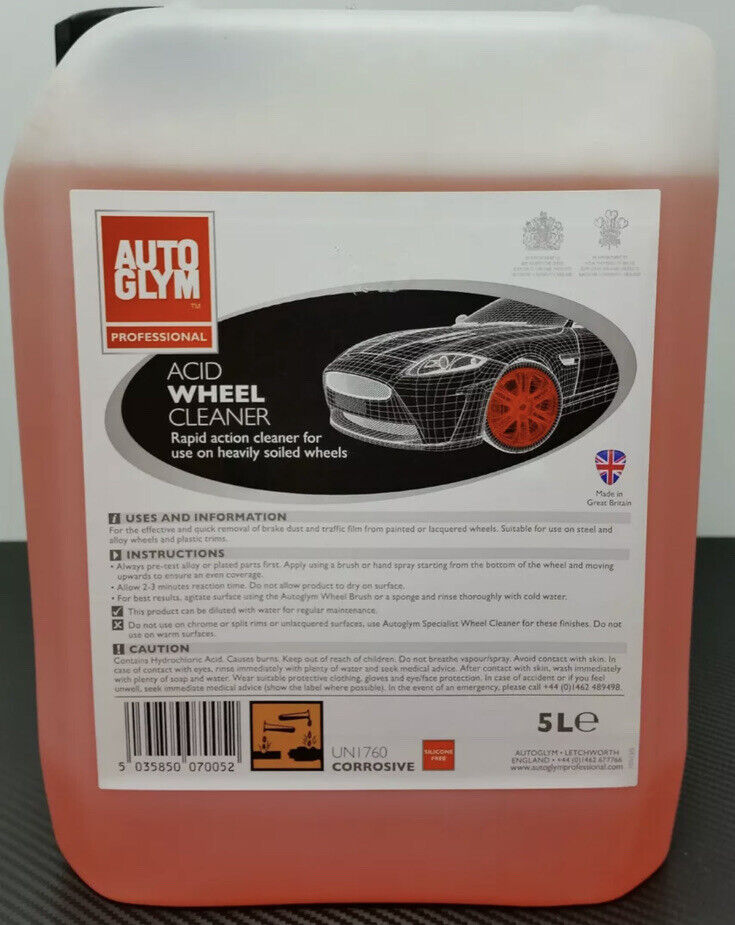 AUTO
GLYM
TM
PROFESSIONAL
ACID
WHEEL
CLEANER
Rapid action cleaner for
use on heavily soiled wheels
Made in
Great Britain
i USES AND INFORMATION
For the effective and quick removal of brake dust and traffic film from painted or lacquered wheels. Suitable for use on steel and
alloy wheels and plastic trims.
INSTRUCTIONS
• Always pre-test alloy or plated parts first. Apply using a brush or hand spray starting from the bottom of the wheel and moving
upwards to ensure an even coverage.
• Allow 2-3 minutes reaction time. Do not allow product to dry on surface.
• For best results, agitate surface using the Autoglym Wheel Brush or a sponge and rinse thoroughly with cold water.
This product can be diluted with water for regular maintenance.
Do not use on chrome or split rims or unlacquered surfaces, use Autoglym Specialist Wheel Cleaner for these finishes. Do not
use on warm surfaces.
! CAUTION
Contains Hydrochloric Acid. Causes burns. Keep out of reach of children. Do not breathe vapour/spray. Avoid contact with skin. In
case of contact with eyes, rinse immediately with plenty of water and seek medical advice. After contact with skin, wash immediately
with plenty of soap and water. Wear suitable protective clothing, gloves and eye/face protection. In case of accident or if you feel
unwell, seek immediate medical advice (show the label where possible). In the event of an emergency, please call +44 (0)1462 489498.
5 035850 070052
UN1760
CORROSIVE
SILICONE
FREE
5L℮
AUTOGLYM • LETCHWORTH
ENGLAND • +44 (0)1462 677766
www.autoglymprofessional.com